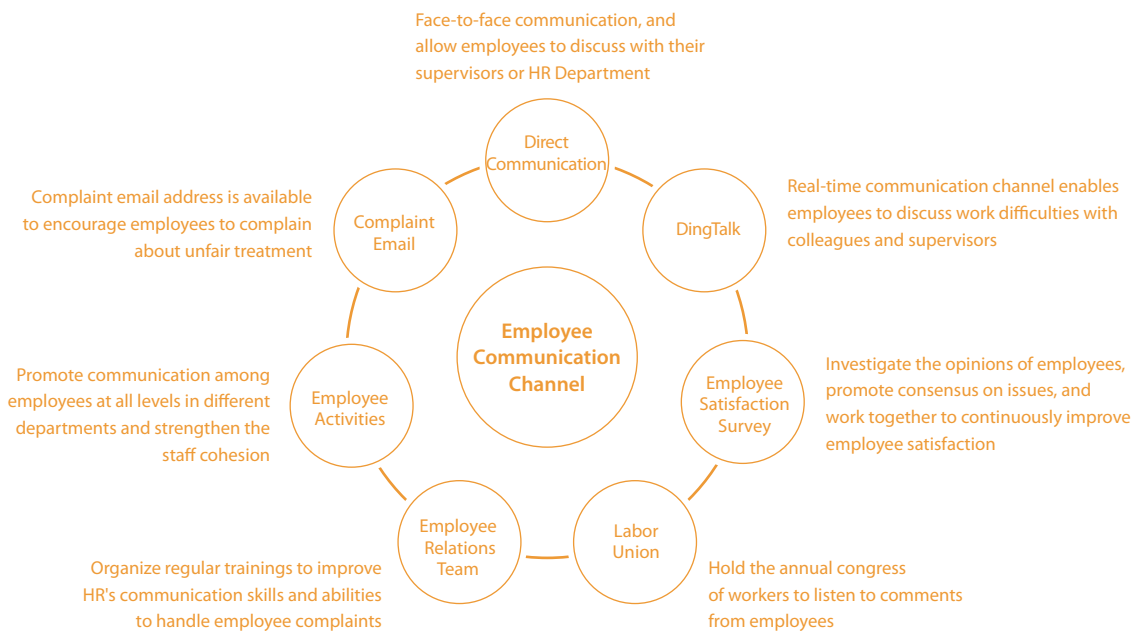 Face-to-face communication, and
allow employees to discuss with their
supervisors or HR Department
Direct
Communication
Real-time communication channel enables
employees to discuss work difficulties with
colleagues and supervisors
DingTalk
Complaint email address is available
to encourage employees to complain
about unfair treatment
Complaint
Email
Employee
Communication
Channel
Investigate the opinions of employees,
promote consensus on issues, and
work together to continuously improve
employee satisfaction
Employee
Satisfaction
Survey
Promote communication among
employees at all levels in different
departments and strengthen the
staff cohesion
Employee
Activities
Employee
Relations
Team
Organize regular trainings to improve
HR's communication skills and abilities
to handle employee complaints
Labor
Union
Hold the annual congress
of workers to listen to comments
from employees